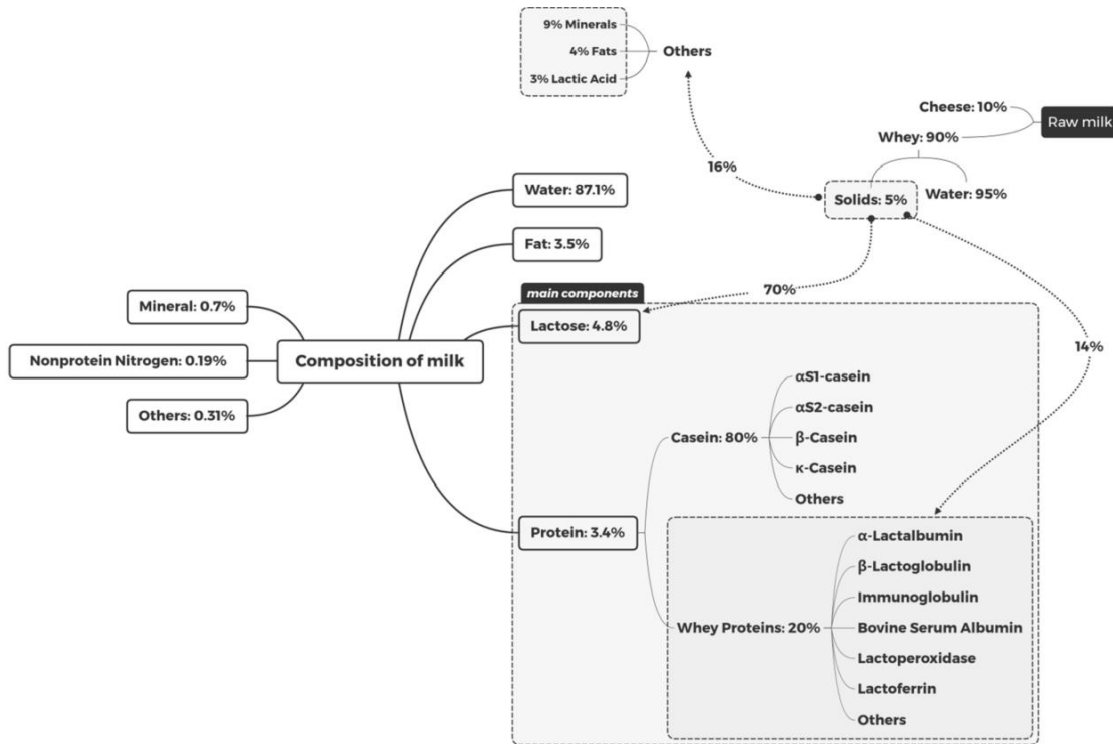 9% Minerals
4% Fats
3% Lactic Acid
Others
Cheese: 10%
Raw milk
Whey: 90%
16%
Water: 87.1%
Solids: 5%
Water: 95%
Fat: 3.5%
main components
70%
Mineral: 0.7%
Lactose: 4.8%
Nonprotein Nitrogen: 0.19%
Composition of milk
14%
Others: 0.31%
αS1-casein
αS2-casein
Casein: 80%
β-Casein
κ-Casein
Others
Protein: 3.4%
α-Lactalbumin
β-Lactoglobulin
Immunoglobulin
Whey Proteins: 20%
Bovine Serum Albumin
Lactoperoxidase
Lactoferrin
Others